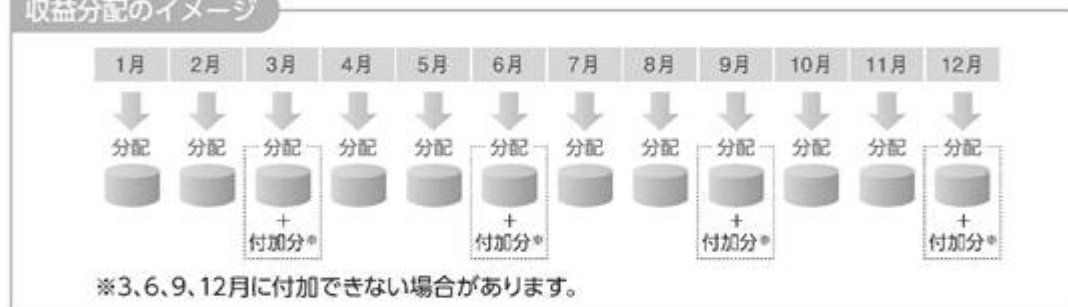 収益分配のイメージ
1月 2月 3月 4月 5月 6月 7月 8月 9月 10月 11月 12月
分配 分配 分配 分配 分配 分配 分配 分配 分配 分配 分配 分配
+ + + +
付加分※ 付加分※ 付加分※ 付加分※
※3、6、9、12月に付加できない場合があります。